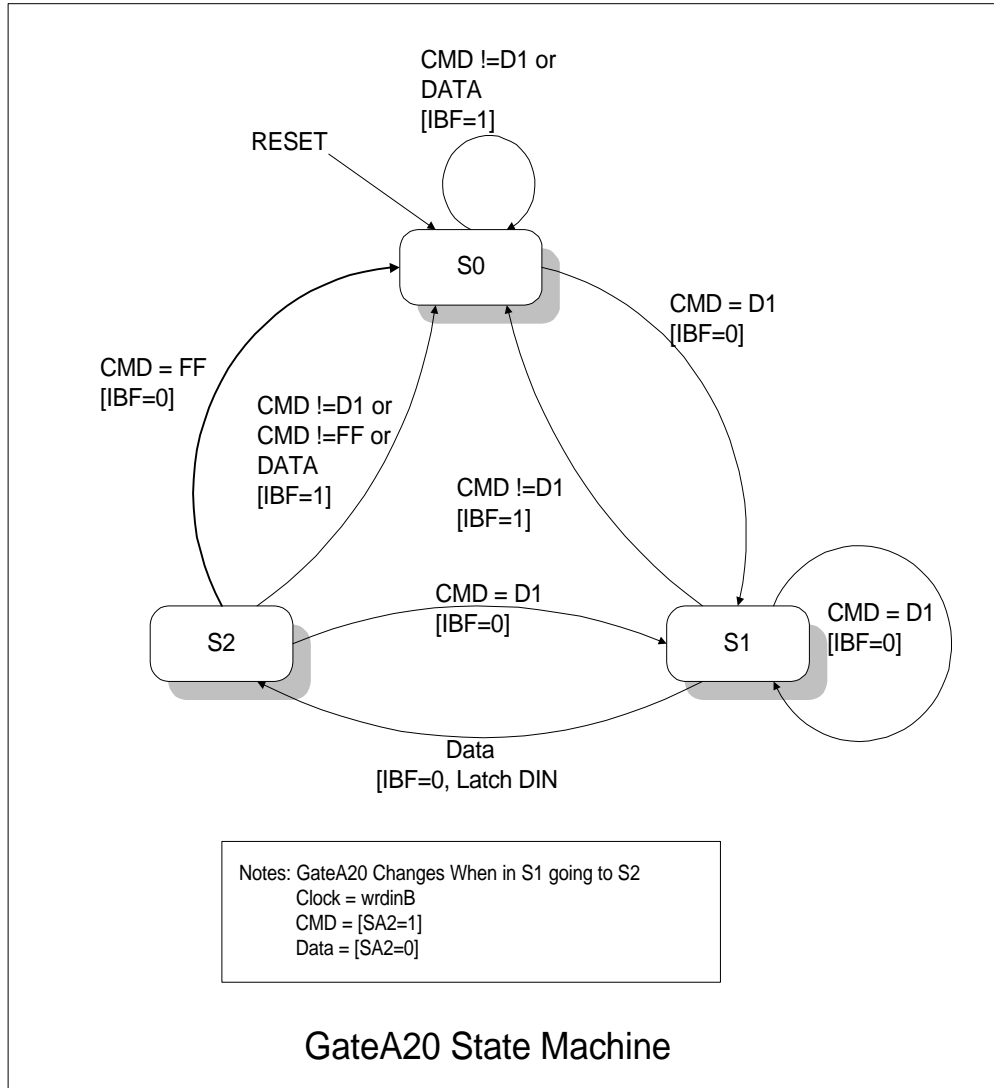 CMD !=D1 or
DATA
[IBF=1]
RESET
S0
CMD = D1
[IBF=0]
CMD = FF
[IBF=0]
CMD !=D1 or
CMD !=FF or
DATA
[IBF=1]
CMD !=D1
[IBF=1]
CMD = D1
[IBF=0]
CMD = D1
[IBF=0]
S2
S1
Data
[IBF=0, Latch DIN
Notes: GateA20 Changes When in S1 going to S2
Clock = wrdinB
CMD = [SA2=1]
Data = [SA2=0]
GateA20 State Machine